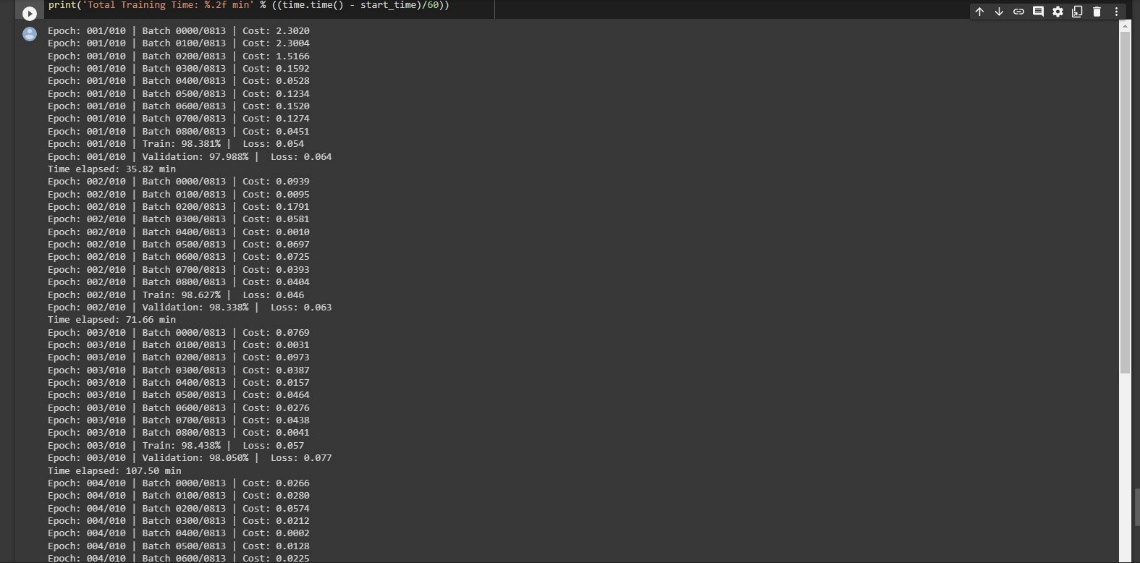 print('Total Training Time: %.2f min' % ((time.time() - start_time)/60))
Epoch: 001/010 | Batch 0000/0813 | Cost: 2.3020
Epoch: 001/010 | Batch 0100/0813 | Cost: 2.3004
Epoch: 001/010 | Batch 0200/0813 | Cost: 1.5166
Epoch: 001/010 | Batch 0300/0813 | Cost: 0.1592
Epoch: 001/010 | Batch 0400/0813 | Cost: 0.0528
Epoch: 001/010 | Batch 0500/0813 | Cost: 0.1234
Epoch: 001/010 | Batch 0600/0813 | Cost: 0.1520
Epoch: 001/010 | Batch 0700/0813 | Cost: 0.1274
Epoch: 001/010 | Batch 0800/0813 | Cost: 0.0451
Epoch: 001/010 | Train: 98.381% |  Loss: 0.054
Epoch: 001/010 | Validation: 97.988% |  Loss: 0.064
Time elapsed: 35.82 min
Epoch: 002/010 | Batch 0000/0813 | Cost: 0.0939
Epoch: 002/010 | Batch 0100/0813 | Cost: 0.0095
Epoch: 002/010 | Batch 0200/0813 | Cost: 0.1791
Epoch: 002/010 | Batch 0300/0813 | Cost: 0.0581
Epoch: 002/010 | Batch 0400/0813 | Cost: 0.0010
Epoch: 002/010 | Batch 0500/0813 | Cost: 0.0697
Epoch: 002/010 | Batch 0600/0813 | Cost: 0.0725
Epoch: 002/010 | Batch 0700/0813 | Cost: 0.0393
Epoch: 002/010 | Batch 0800/0813 | Cost: 0.0404
Epoch: 002/010 | Train: 98.627% |  Loss: 0.046
Epoch: 002/010 | Validation: 98.338% |  Loss: 0.063
Time elapsed: 71.66 min
Epoch: 003/010 | Batch 0000/0813 | Cost: 0.0769
Epoch: 003/010 | Batch 0100/0813 | Cost: 0.0031
Epoch: 003/010 | Batch 0200/0813 | Cost: 0.0973
Epoch: 003/010 | Batch 0300/0813 | Cost: 0.0387
Epoch: 003/010 | Batch 0400/0813 | Cost: 0.0157
Epoch: 003/010 | Batch 0500/0813 | Cost: 0.0464
Epoch: 003/010 | Batch 0600/0813 | Cost: 0.0276
Epoch: 003/010 | Batch 0700/0813 | Cost: 0.0438
Epoch: 003/010 | Batch 0800/0813 | Cost: 0.0041
Epoch: 003/010 | Train: 98.438% |  Loss: 0.057
Epoch: 003/010 | Validation: 98.050% |  Loss: 0.077
Time elapsed: 107.50 min
Epoch: 004/010 | Batch 0000/0813 | Cost: 0.0266
Epoch: 004/010 | Batch 0100/0813 | Cost: 0.0280
Epoch: 004/010 | Batch 0200/0813 | Cost: 0.0574
Epoch: 004/010 | Batch 0300/0813 | Cost: 0.0212
Epoch: 004/010 | Batch 0400/0813 | Cost: 0.0002
Epoch: 004/010 | Batch 0500/0813 | Cost: 0.0128
Epoch: 004/010 | Batch 0600/0813 | Cost: 0.0225